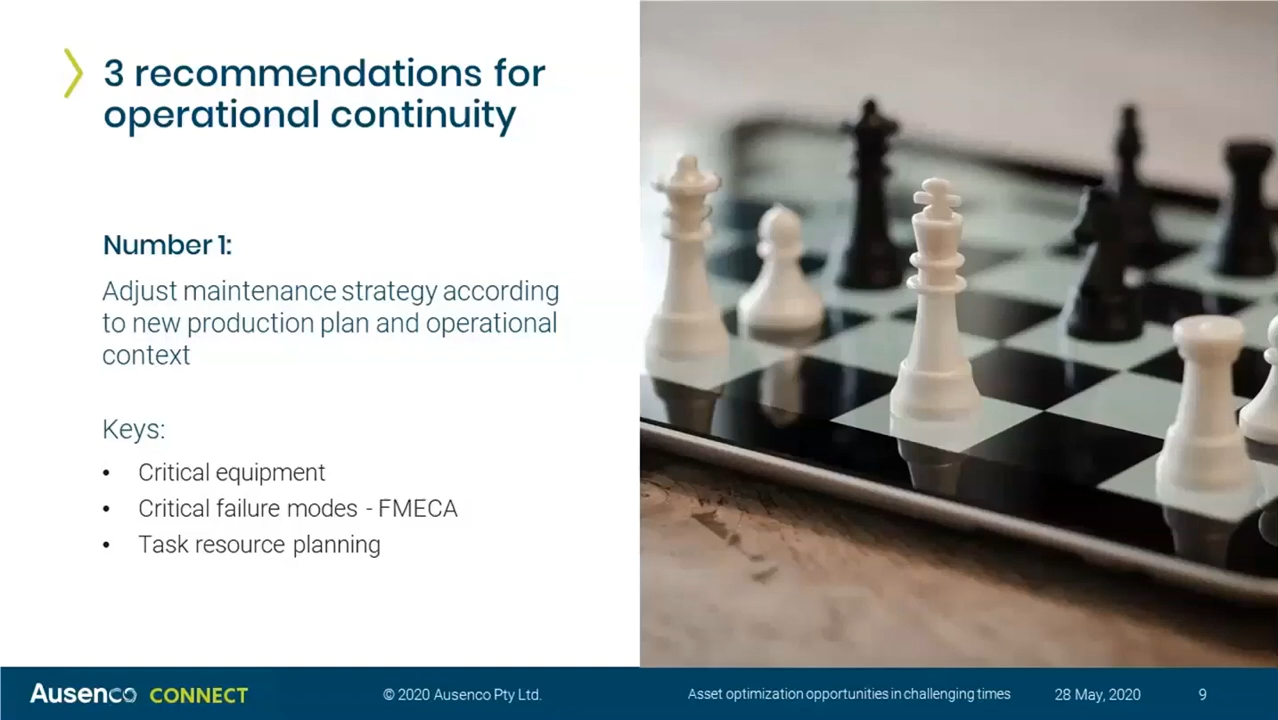 3 recommendations for
operational continuity
Number 1:
Adjust maintenance strategy according
to new production plan and operational
context
Keys:
• Critical equipment
• Critical failure modes - FMECA
• Task resource planning
Ausenco CONNECT
© 2020 Ausenco Pty Ltd.
Asset optimization opportunities in challenging times
28 May, 2020
9